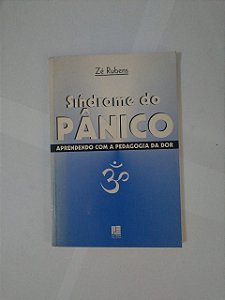 Zé Rubens
Síndrome do
PÂNICO
APRENDENDO COM A PEDAGOGIA DA DOR
ॐ